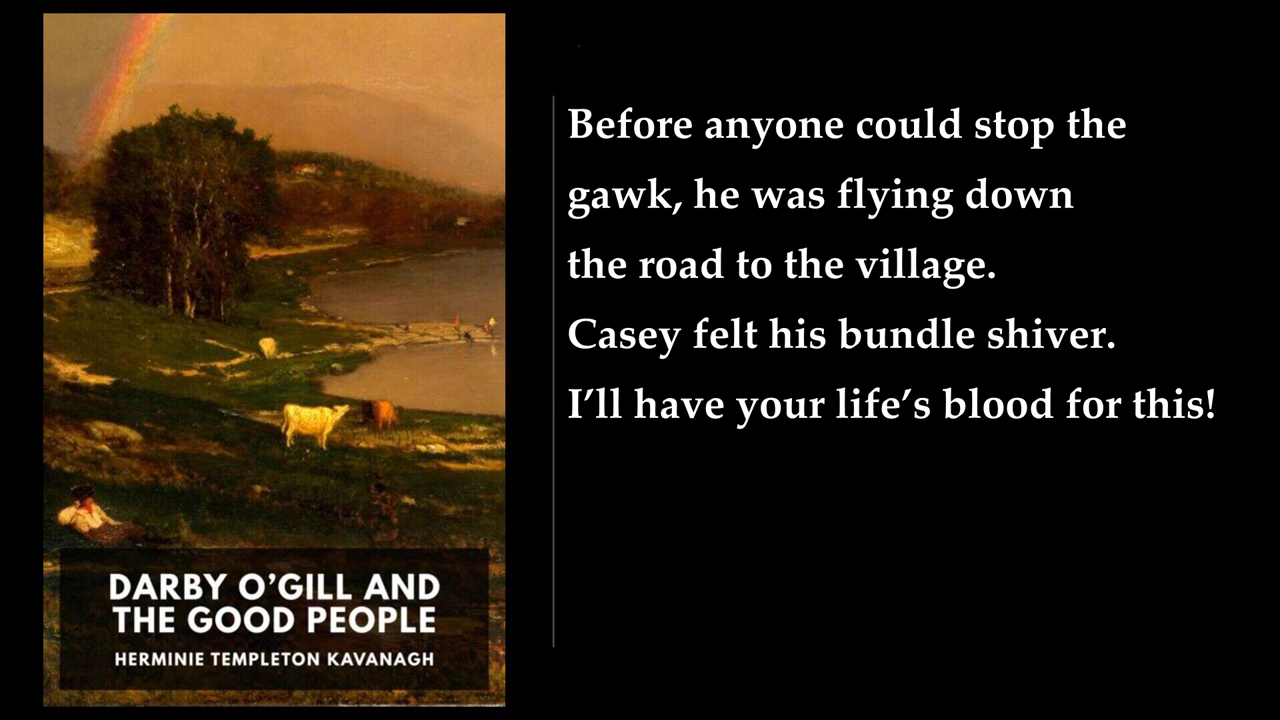 Before anyone could stop the
gawk, he was flying down
the road to the village.
Casey felt his bundle shiver.
I’ll have your life’s blood for this!
DARBY O’GILL AND
THE GOOD PEOPLE
HERMINIE TEMPLETON KAVANAGH